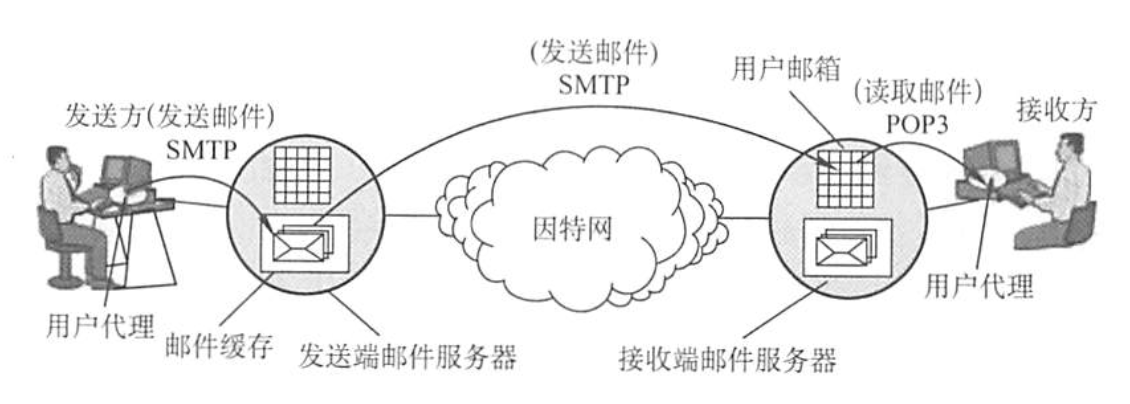 (发送邮件)
SMTP
用户邮箱
(读取邮件)
POP3
接收方
发送方(发送邮件)
SMTP
因特网
用户代理
邮件缓存
发送端邮件服务器
接收端邮件服务器
用户代理